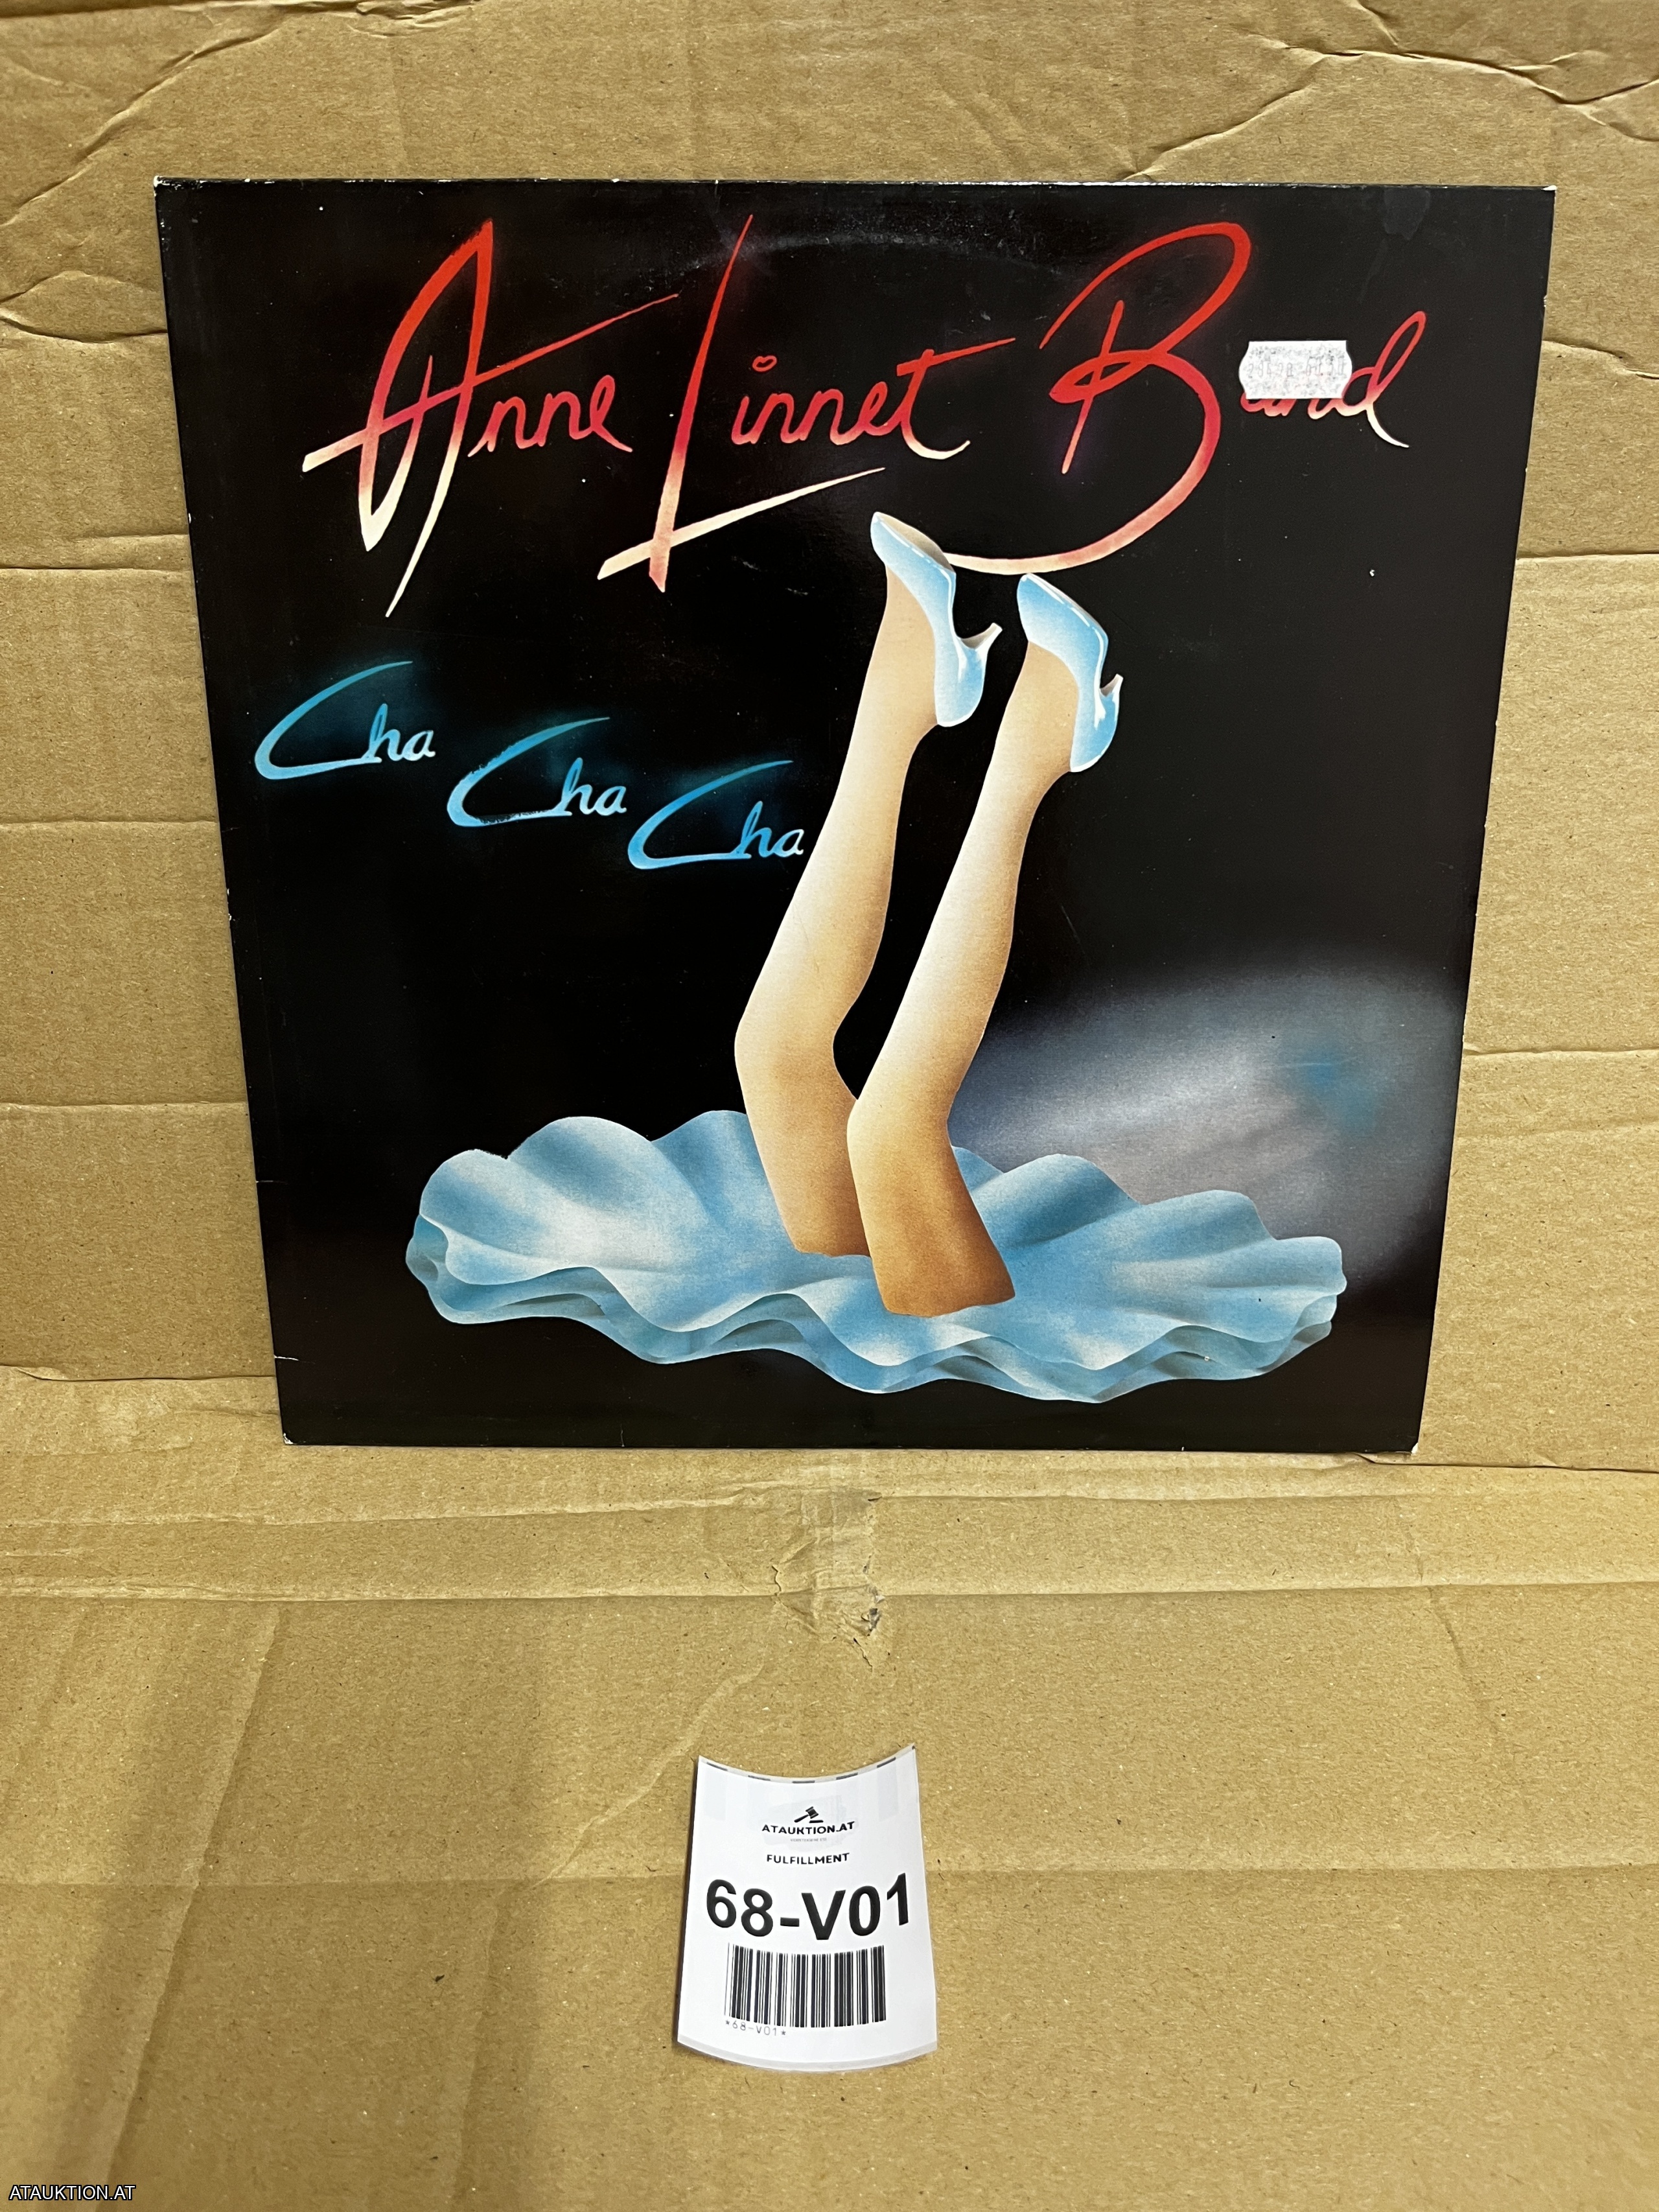 Anne Linnet Band
Cha
Cha
Cha
ATAUKTION.AT
FULFILLMENT
68-V01
*68-V01*
ATAUKTION.AT